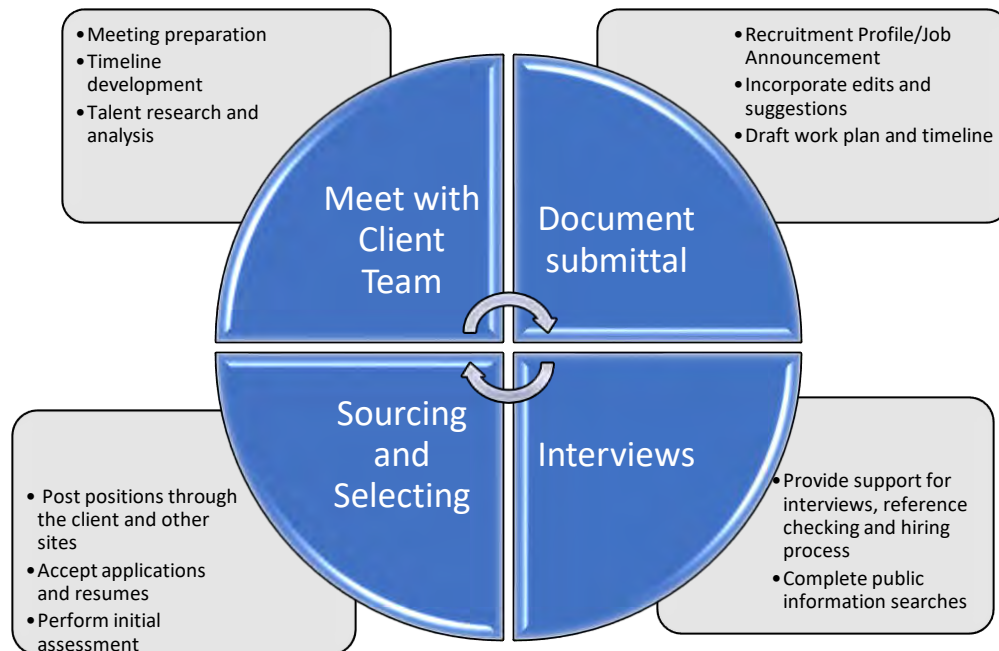 •Meeting preparation
•Timeline
development
•Talent research and
analysis
•Recruitment Profile/Job
Announcement
•Incorporate edits and
suggestions
•Draft work plan and timeline
Meet with
Client
Team
Document
submittal
Sourcing
and
Selecting
Interviews
• Post positions through
the client and other
sites
•Accept applications
and resumes
•Perform initial
assessment
•Provide support for
interviews, reference
checking and hiring
process
•Complete public
information searches